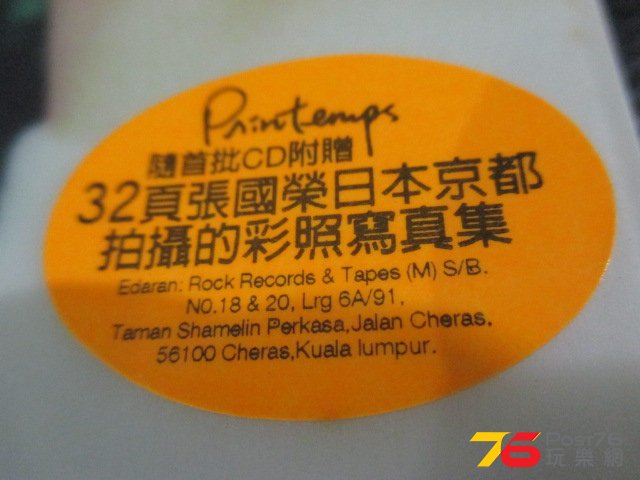 Printemps
隨首批CD附贈
32頁張國榮日本京都
拍攝的彩照寫真集
Edaran: Rock Records & Tapes (M) S/B.
NO.18 & 20, Lrg 6A/91,
Taman Shamelin Perkasa,Jalan Cheras,
56100 Cheras,Kuala lumpur.
76 Post76
玩樂網